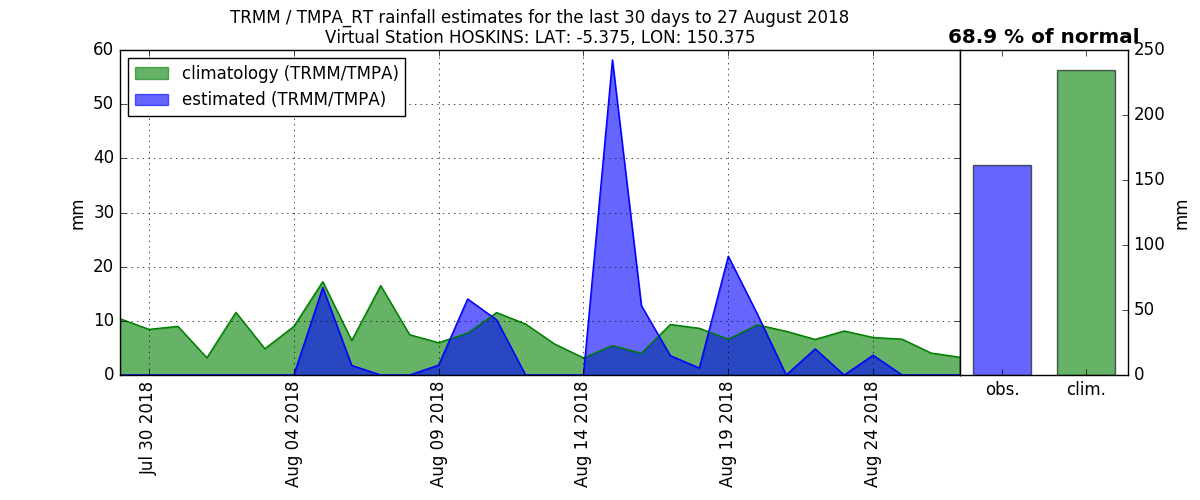 TRMM / TMPA_RT rainfall estimates for the last 30 days to 27 August 2018
Virtual Station HOSKINS: LAT: -5.375, LON: 150.375
68.9 % of normal
climatology (TRMM/TMPA)
estimated (TRMM/TMPA)
60
50
40
30
20
10
0
mm
Jul 30 2018
Aug 04 2018
Aug 09 2018
Aug 14 2018
Aug 19 2018
Aug 24 2018
250
200
150
100
50
0
mm
obs.
clim.